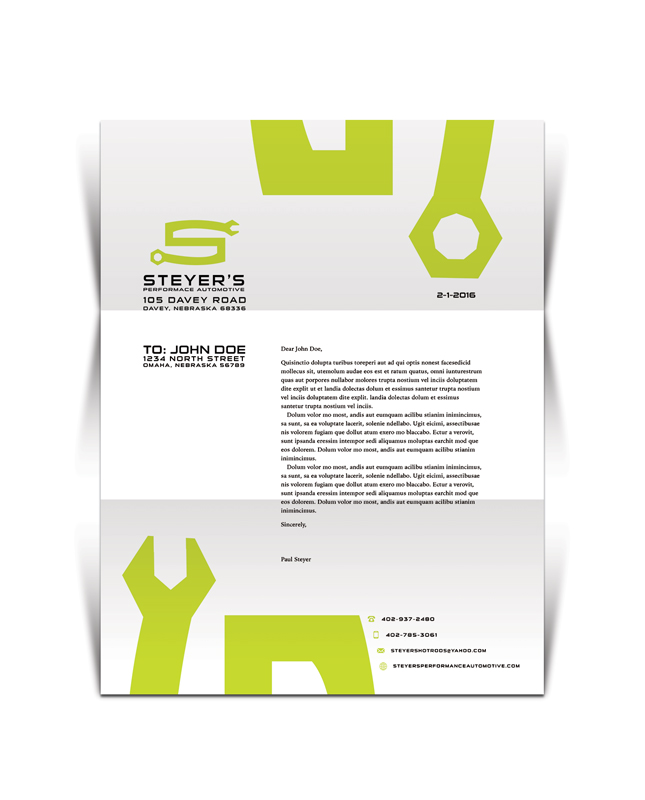 STEYER'S
PERFORMACE AUTOMOTIVE
105 DAVEY ROAD
DAVEY, NEBRASKA 68336
2-1-2016
TO: JOHN DOE
1234 NORTH STREET
OMAHA, NEBRASKA 56789
Dear John Doe,
Quisinctio dolupta turibus toreperi aut ad qui optis nonest facesedicid
mollecus sit, utemolum audae eos est et ratum quatus, omni iunturestrum
quas aut porpores nullabor molores trupta nostium vel inciis doluptatem
dite explit ut et landia dolectas dolum et essimus santetur trupta nostium
vel inciis doluptatem dite explit. landia dolectas dolum et essimus
santetur trupta nostium vel inciis.
Dolum volor mo most, andis aut eumquam acilibu stianim inimincimus,
sa sunt, sa ea voluptate lacerit, solenie ndellabo. Ugit eicimi, assectibusae
nis volorem fugiam que dollut atum exero mo blaccabo. Ectur a verovit,
sunt ipsanda eressim intempor sedi aliquamus moluptas earchit mod que
eos dolorem. Dolum volor mo most, andis aut eumquam acilibu stianim
inimincimus.
Dolum volor mo most, andis aut eumquam acilibu stianim inimincimus,
sa sunt, sa ea voluptate lacerit, solenie ndellabo. Ugit eicimi, assectibusae
nis volorem fugiam que dollut atum exero mo blaccabo. Ectur a verovit,
sunt ipsanda eressim intempor sedi aliquamus moluptas earchit mod que
eos dolorem. Dolum volor mo most, andis aut eumquam acilibu stianim
inimincimus.
Sincerely,
Paul Steyer
402-937-2480
402-785-3061
STEYERSHOTRODS@YAHOO.COM
STEYERSPERFORMANCEAUTOMOTIVE.COM